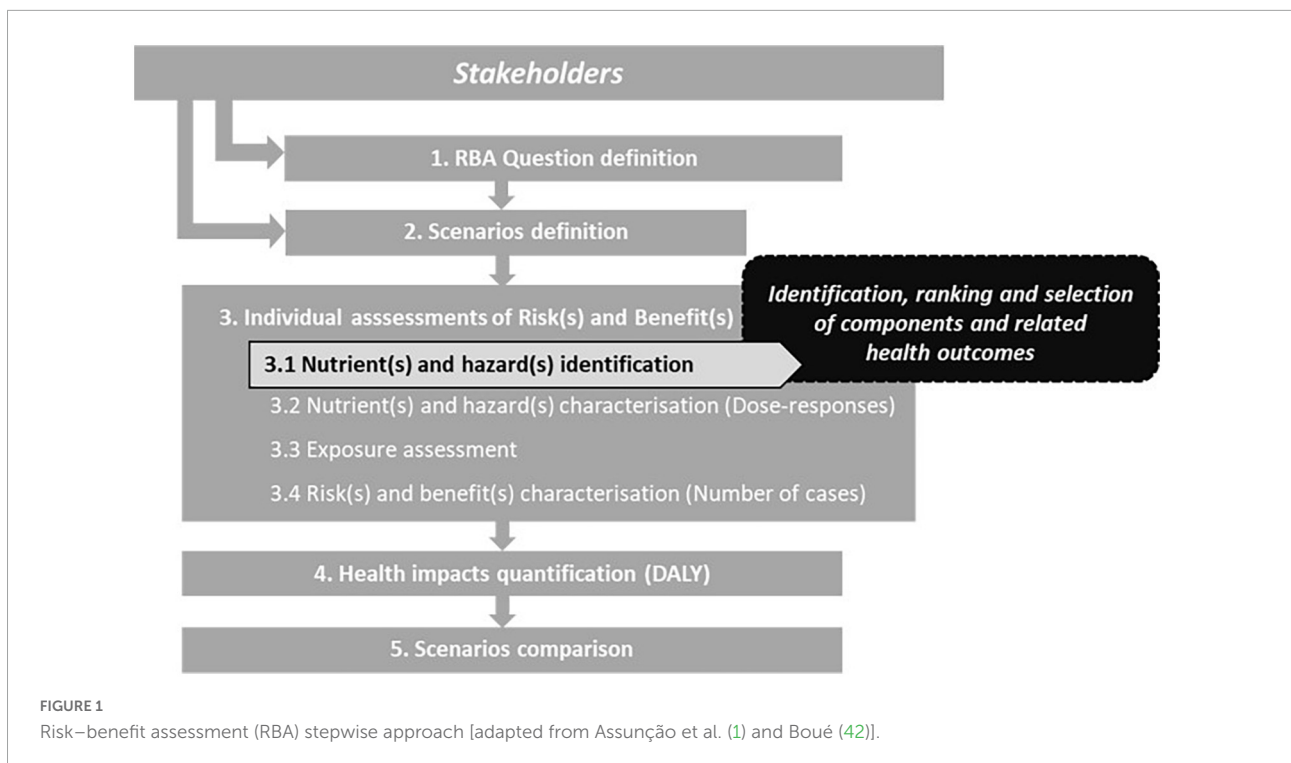 Stakeholders
1. RBA Question definition
2. Scenarios definition
3. Individual asssessments of Risk(s) and Benefit(s)
Identification, ranking and selection
of components and related
health outcomes
3.1 Nutrient(s) and hazard(s) identification
3.2 Nutrient(s) and hazard(s) characterisation (Dose-responses)
3.3 Exposure assessment
3.4 Risk(s) and benefit(s) characterisation (Number of cases)
4. Health impacts quantification (DALY)
5. Scenarios comparison
FIGURE 1
Risk–benefit assessment (RBA) stepwise approach [adapted from Assunção et al. (1) and Boué (42)].